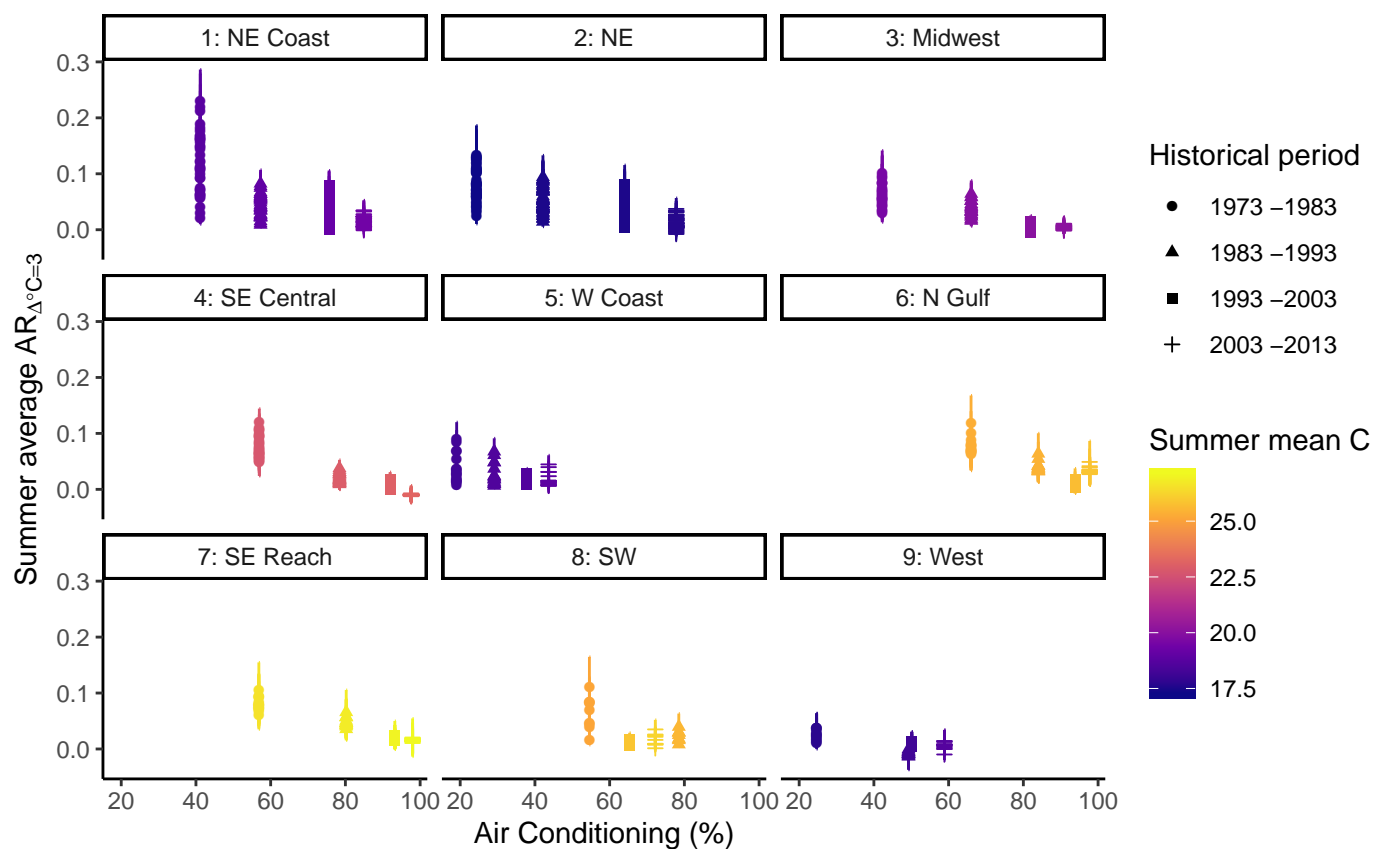 1: NE Coast
2: NE
3: Midwest
0.3
0.2
0.1
0.0
4: SE Central
5: W Coast
6: N Gulf
0.3
0.2
0.1
0.0
7: SE Reach
8: SW
9: West
0.3
0.2
0.1
0.0
20 40 60 80 100
20 40 60 80 100
20 40 60 80 100
Air Conditioning (%)
Summer average AR Δ°C=3
Historical period
1973 −1983
1983 −1993
1993 −2003
2003 −2013
Summer mean C
25.0
22.5
20.0
17.5